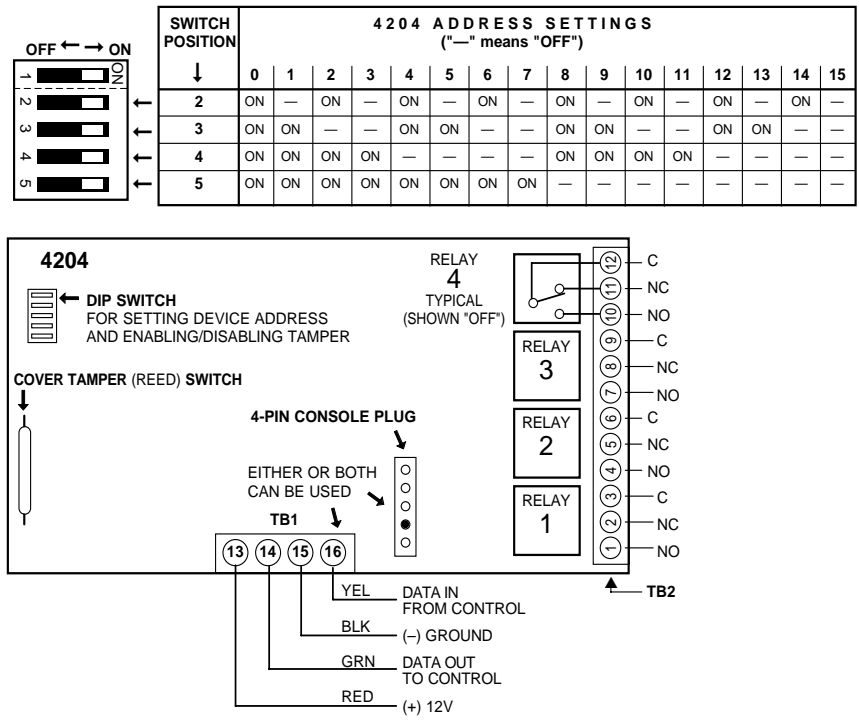 OFF ← → ON
ON
1
2
3
4
5
SWITCH POSITION ↓ 4204 ADDRESS SETTINGS
("—" means "OFF")
0 1 2 3 4 5 6 7 8 9 10 11 12 13 14 15
2 ON — ON — ON — ON — ON — ON — ON — ON —
3 ON ON — — ON ON — — ON ON — — ON ON — —
4 ON ON ON ON — — — — ON ON ON ON — — — —
5 ON ON ON ON ON ON ON ON — — — — — — — —
4204
DIP SWITCH
FOR SETTING DEVICE ADDRESS
AND ENABLING/DISABLING TAMPER
COVER TAMPER (REED) SWITCH
4-PIN CONSOLE PLUG
EITHER OR BOTH
CAN BE USED
TB1
13 14 15 16
RELAY
4
TYPICAL
(SHOWN "OFF")
RELAY
3
RELAY
2
RELAY
1
12 C
11 NC
10 NO
9 C
8 NC
7 NO
6 C
5 NC
4 NO
3 C
2 NC
1 NO
TB2
YEL DATA IN
FROM CONTROL
BLK (–) GROUND
GRN DATA OUT
TO CONTROL
RED (+) 12V